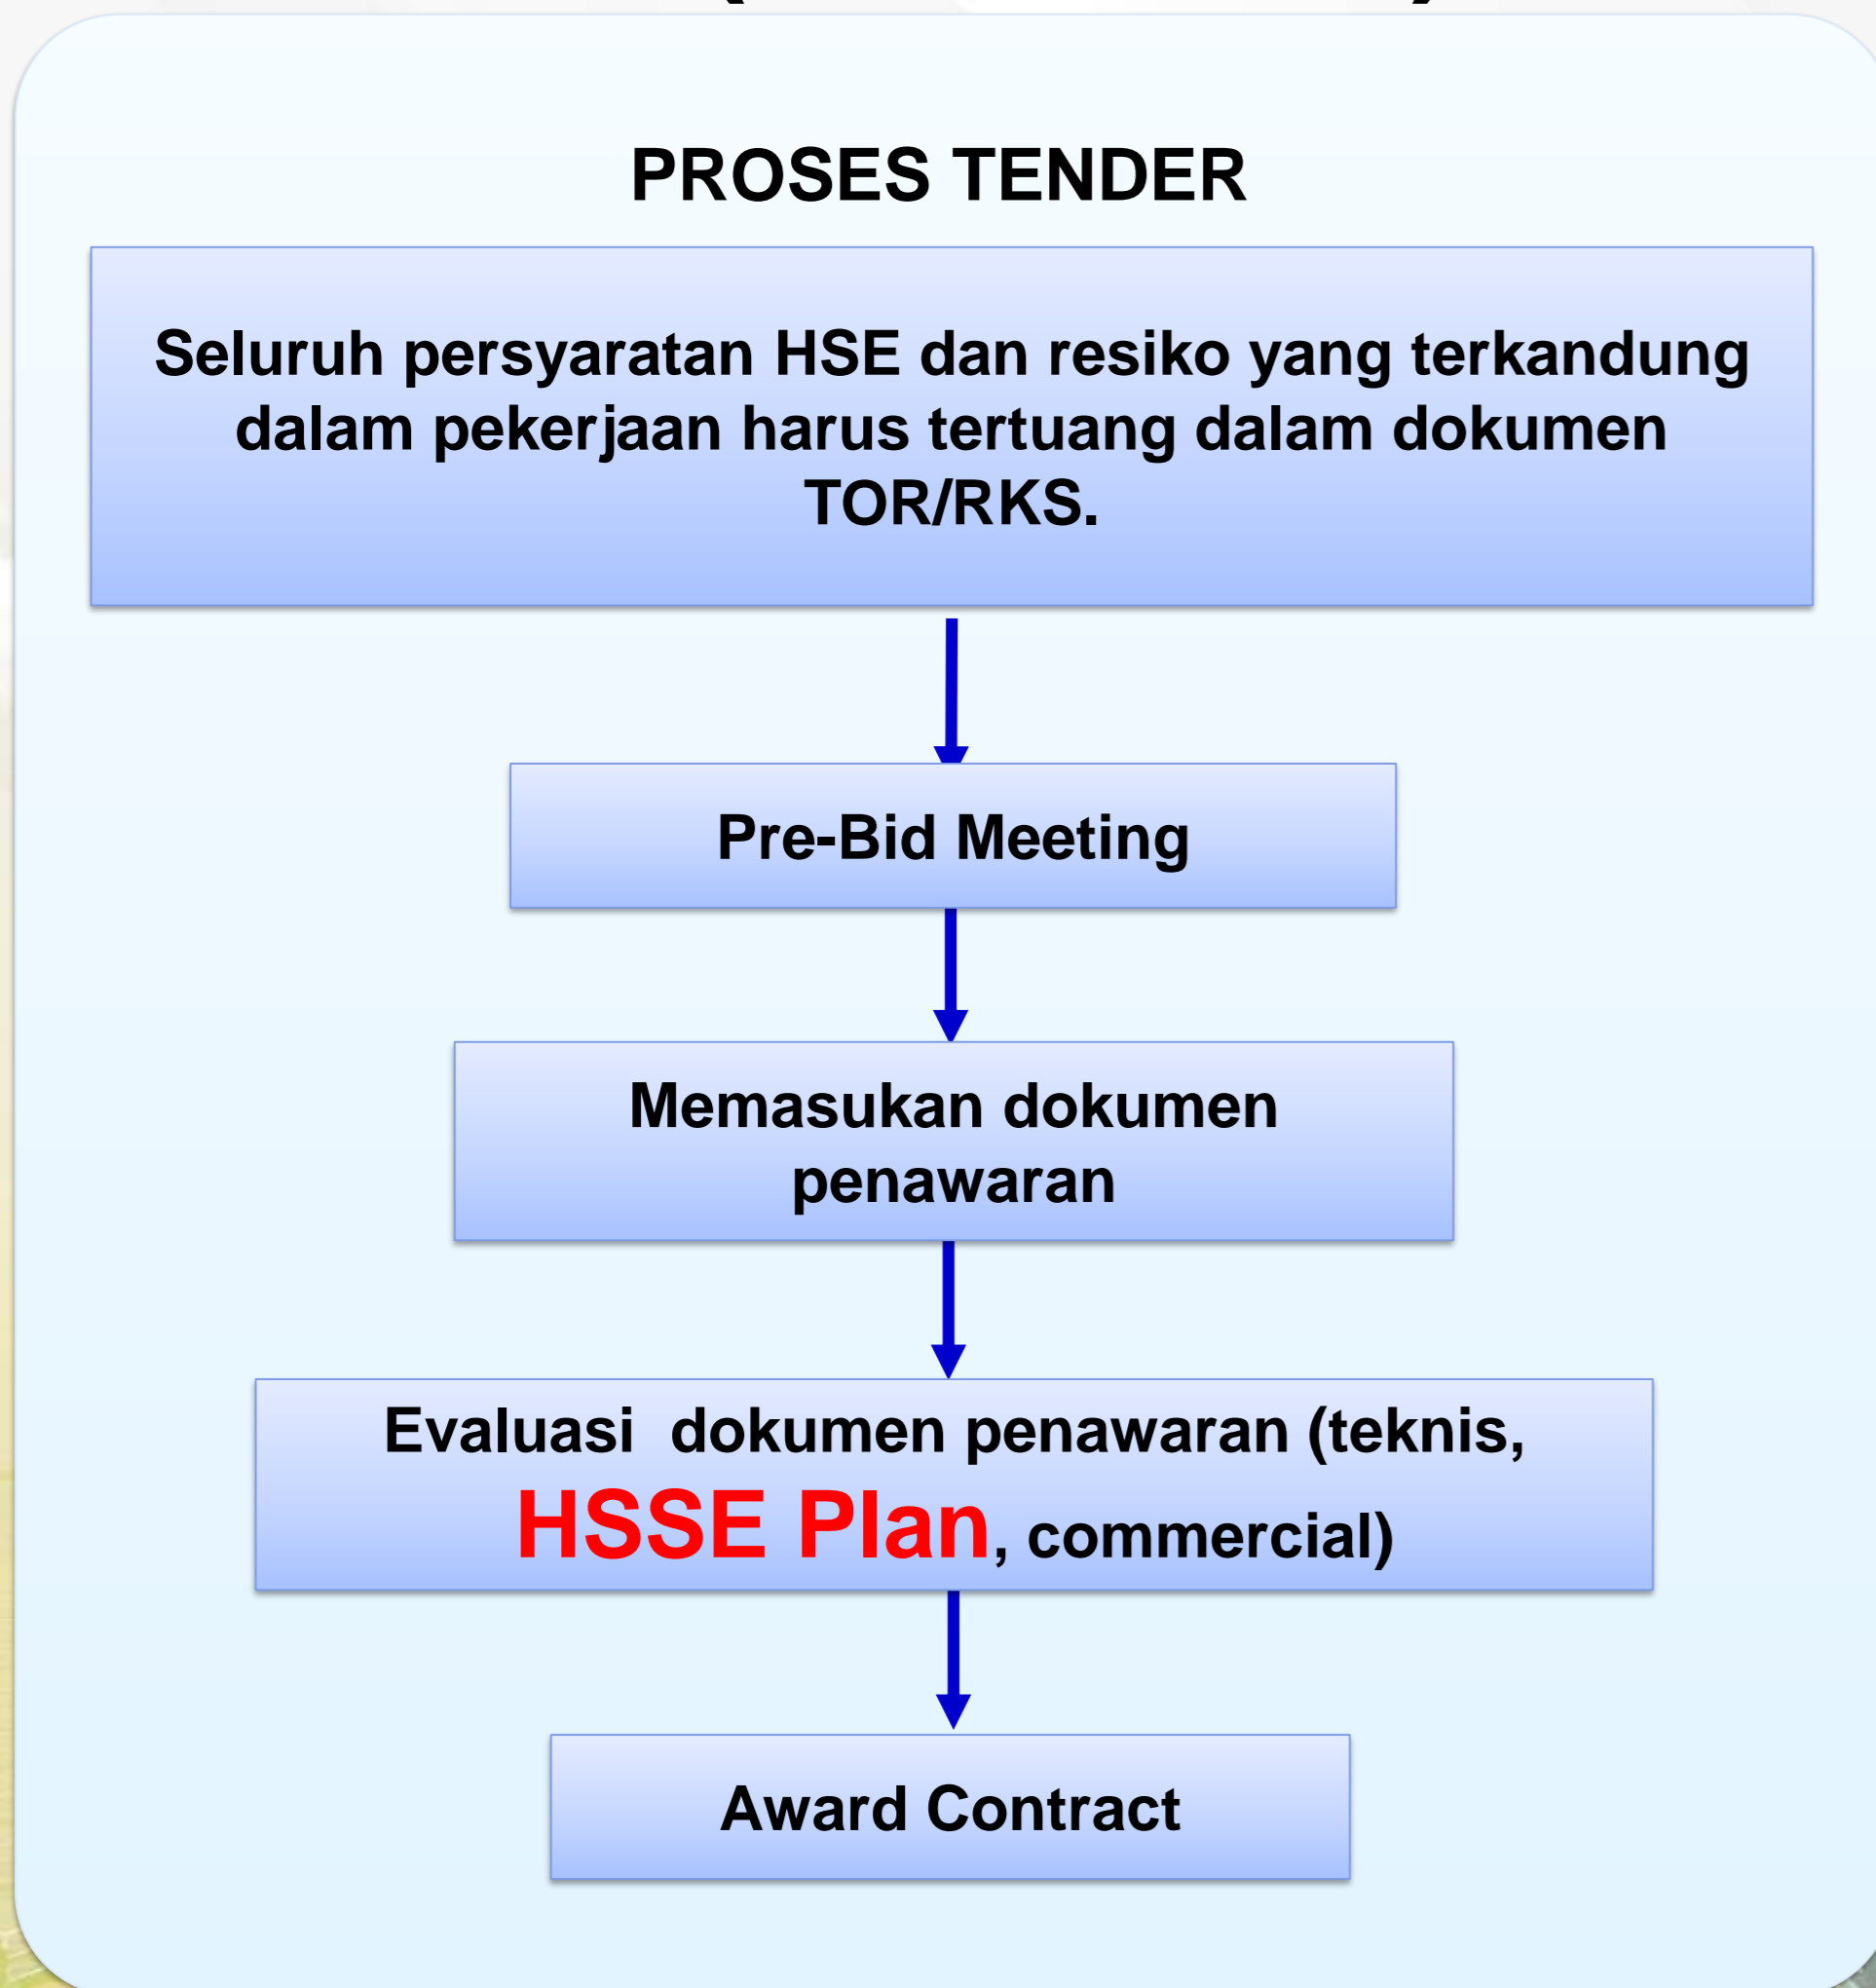 PROSES TENDER
Seluruh persyaratan HSE dan resiko yang terkandung
dalam pekerjaan harus tertuang dalam dokumen
TOR/RKS.
Pre-Bid Meeting
Memasukan dokumen
penawaran
Evaluasi dokumen penawaran (teknis,
HSSE Plan, commercial)
Award Contract